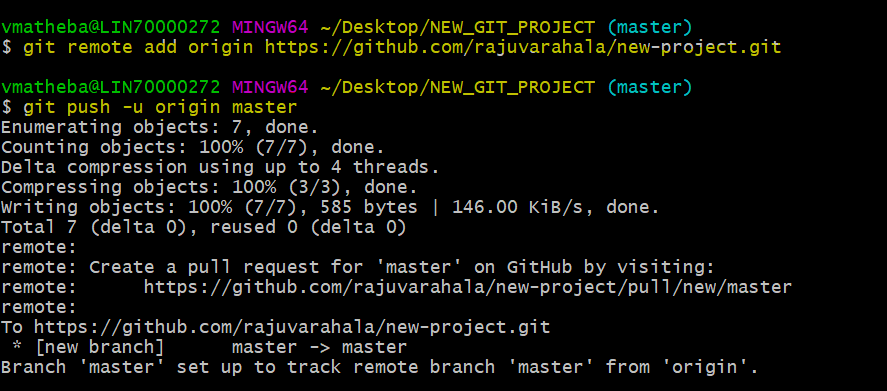 vmatheba@LIN70000272 MINGW64 ~/Desktop/NEW_GIT_PROJECT (master)
$ git remote add origin https://github.com/rajuvarahala/new-project.git
vmatheba@LIN70000272 MINGW64 ~/Desktop/NEW_GIT_PROJECT (master)
$ git push -u origin master
Enumerating objects: 7, done.
Counting objects: 100% (7/7), done.
Delta compression using up to 4 threads.
Compressing objects: 100% (3/3), done.
Writing objects: 100% (7/7), 585 bytes | 146.00 KiB/s, done.
Total 7 (delta 0), reused 0 (delta 0)
remote:
remote: Create a pull request for 'master' on GitHub by visiting:
remote:      https://github.com/rajuvarahala/new-project/pull/new/master
remote:
To https://github.com/rajuvarahala/new-project.git
 * [new branch]      master -> master
Branch 'master' set up to track remote branch 'master' from 'origin'.